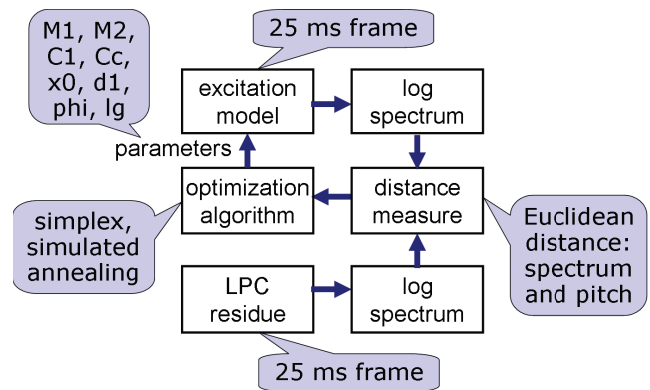 M1, M2,
C1, Cc,
x0, d1,
phi, lg
25 ms frame
excitation
model
log
spectrum
parameters
optimization
algorithm
distance
measure
simplex,
simulated
annealing
Euclidean
distance:
spectrum
and pitch
LPC
residue
log
spectrum
25 ms frame